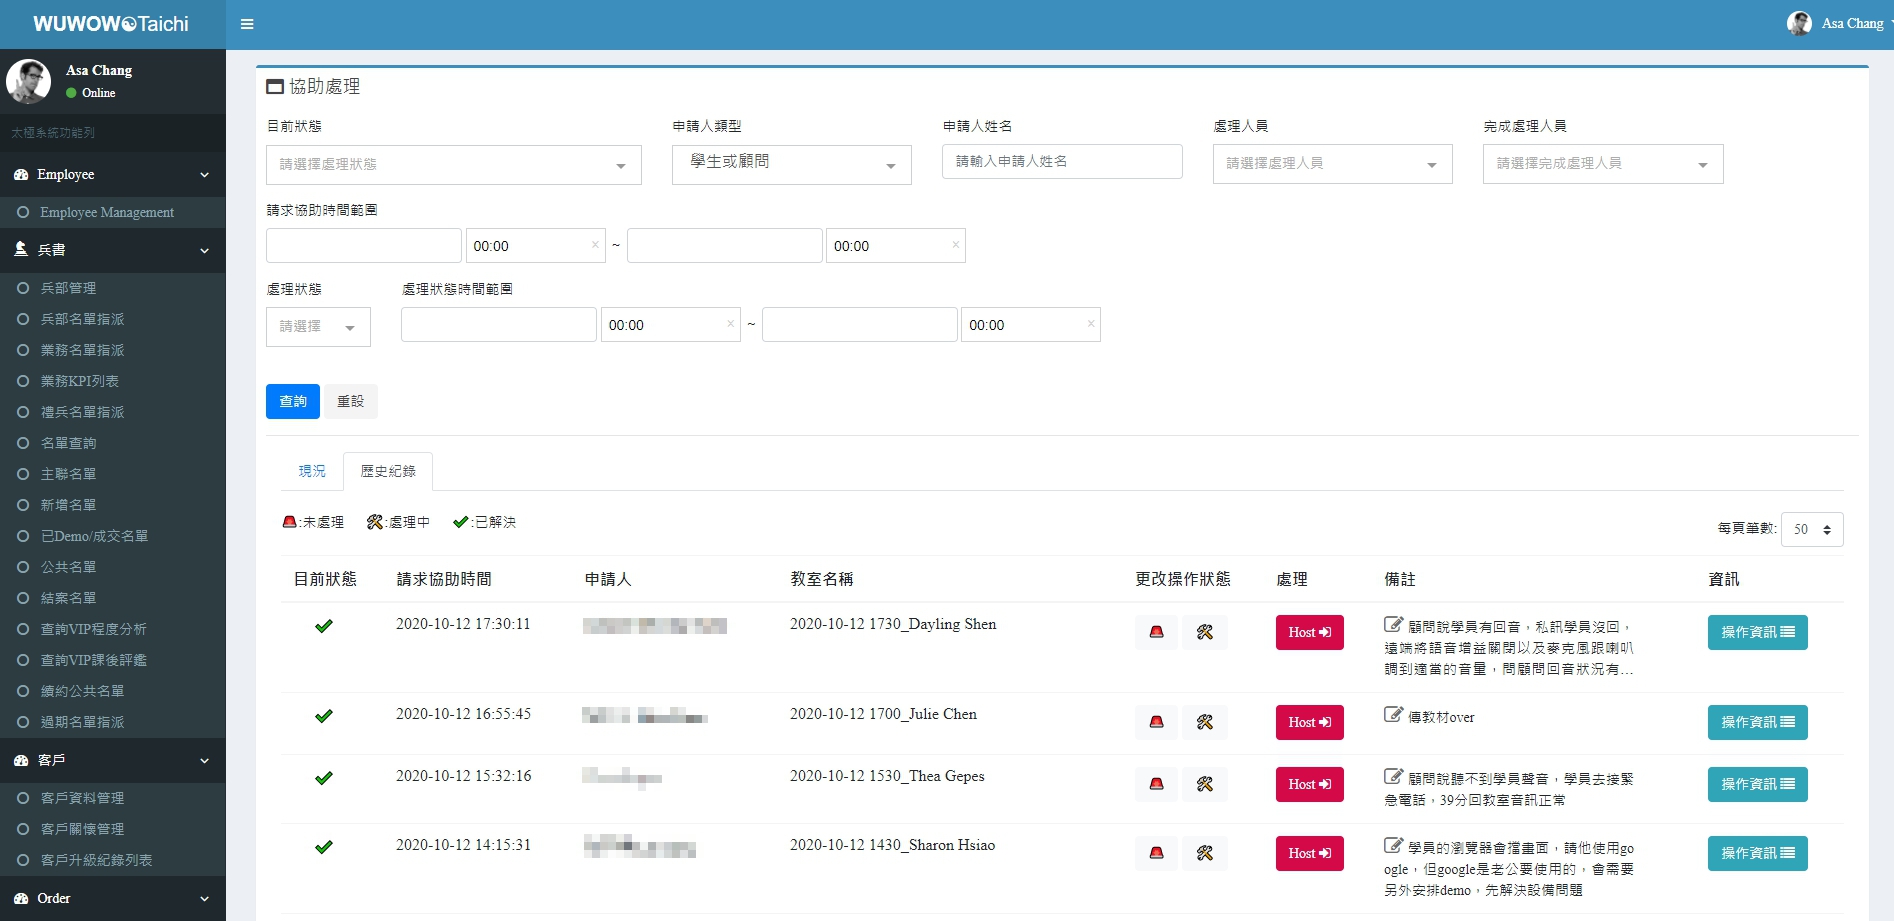 WUWOW Taichi
Asa Chang
Asa Chang
Online
太極系統功能列
Employee
Employee Management
兵書
兵部管理
兵部名單指派
業務名單指派
業務KPI列表
禮兵名單指派
名單查詢
主聯名單
新增名單
已Demo/成交名單
公共名單
結案名單
查詢VIP程度分析
查詢VIP課後評鑑
續約公共名單
過期名單指派
客戶
客戶資料管理
客戶關懷管理
客戶升級紀錄列表
Order
協助處理
目前狀態 申請人類型 申請人姓名 處理人員 完成處理人員
請選擇處理狀態 學生或顧問 請輸入申請人姓名 請選擇處理人員 請選擇完成處理人員
請求協助時間範圍
00:00 × ~ 00:00 ×
處理狀態 處理狀態時間範圍
請選擇 00:00 × ~ 00:00 ×
查詢 重設
現況 歷史紀錄
:未處理 :處理中 :已解決
每頁筆數: 50
目前狀態 請求協助時間 申請人 教室名稱 更改操作狀態 處理 備註 資訊
2020-10-12 17:30:11 2020-10-12 1730_Dayling Shen Host 顧問說學員有回音，私訊學員沒回， 操作資訊
遠端將語音增益關閉以及麥克風跟喇叭
調到適當的音量，問顧問回音狀況有...
2020-10-12 16:55:45 2020-10-12 1700_Julie Chen Host 傳教材over 操作資訊
2020-10-12 15:32:16 2020-10-12 1530_Thea Gepes Host 顧問說聽不到學員聲音，學員去接緊 操作資訊
急電話，39分回教室音訊正常
2020-10-12 14:15:31 2020-10-12 1430_Sharon Hsiao Host 學員的瀏覽器會擋畫面，請他使用go 操作資訊
ogle，但google是老公要使用的，會需要
另外安排demo，先解決設備問題